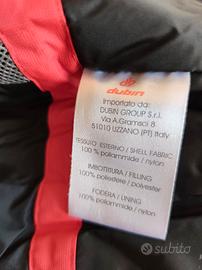 dubin
Importato da:
DUBIN GROUP S.r.l.
Via A.Gramsci 8
51010 UZZANO (PT) Italy
TESSUTO ESTERNO / SHELL FABRIC
100 % poliammide / nylon
IMBOTTITURA / FILLING
100% poliestere / polyester
FODERA / LINING
100% poliammide / nylon
subito